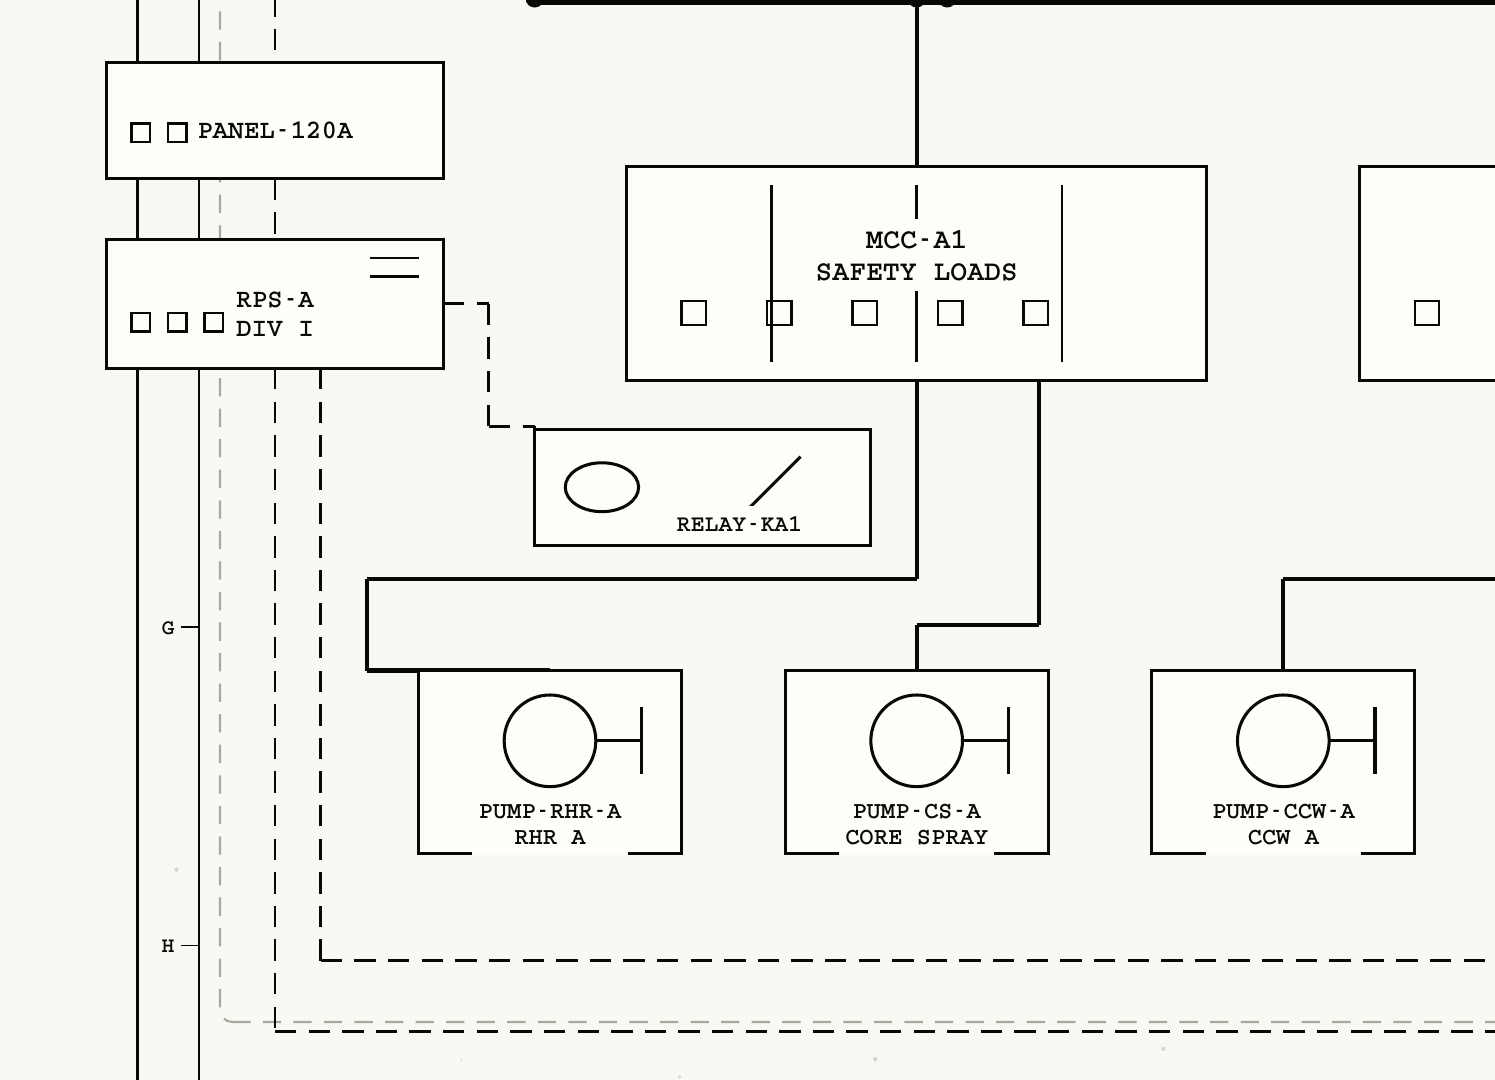 PANEL-120A
MCC-A1
SAFETY LOADS
RPS-A
DIV I
RELAY-KA1
G
PUMP-RHR-A
RHR A
PUMP-CS-A
CORE SPRAY
PUMP-CCW-A
CCW A
H